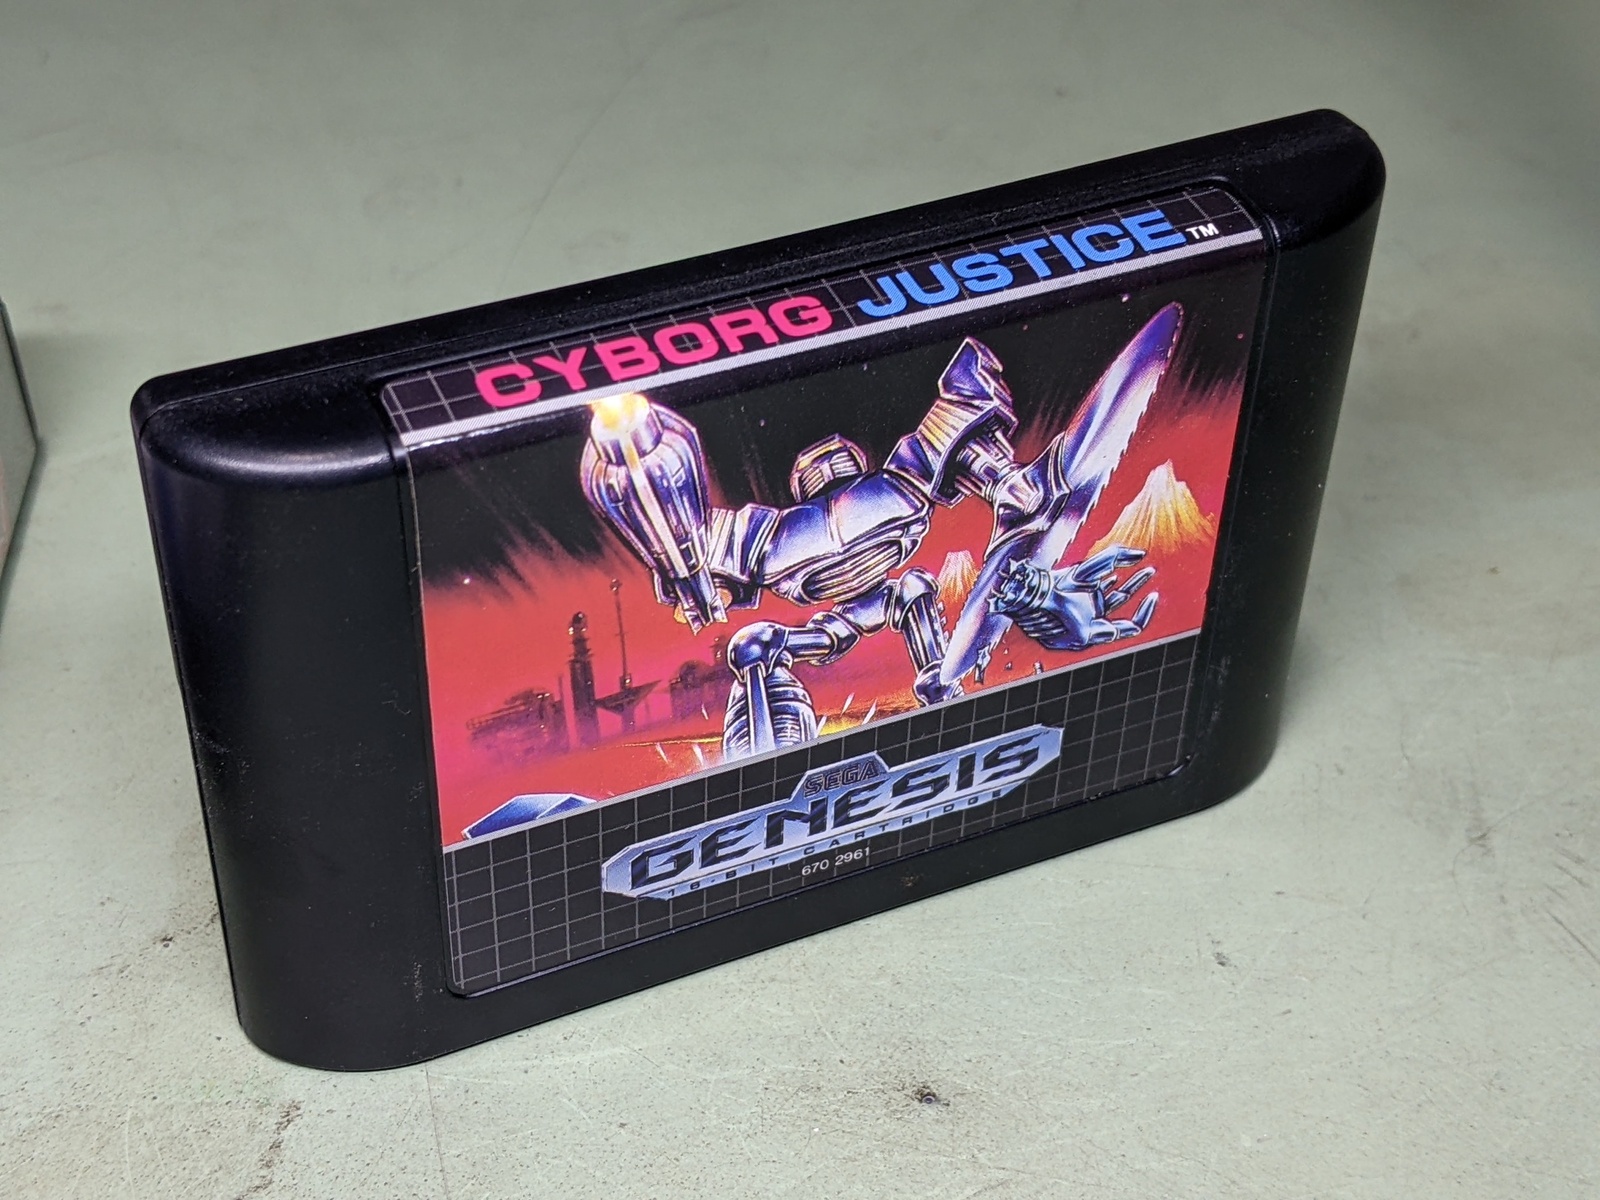 CYBORG JUSTICE™
SEGA
GENESIS
16-BIT CARTRIDGE
670 2961